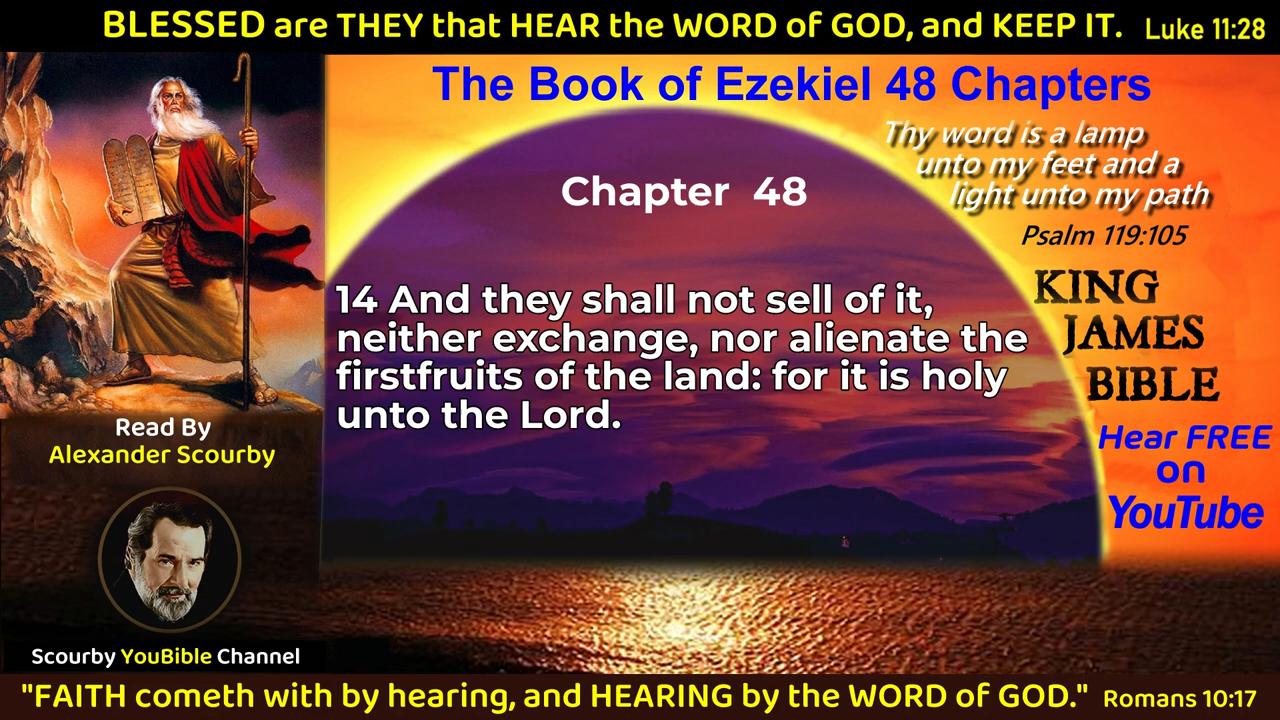 BLESSED are THEY that HEAR the WORD of GOD, and KEEP IT. Luke 11:28
The Book of Ezekiel 48 Chapters
Thy word is a lamp
unto my feet and a
light unto my path
Psalm 119:105
Chapter 48
14 And they shall not sell of it,
neither exchange, nor alienate the
firstfruits of the land: for it is holy
unto the Lord.
KING
JAMES
BIBLE
Hear FREE
on
YouTube
Read By
Alexander Scourby
Scourby YouBible Channel
"FAITH cometh with by hearing, and HEARING by the WORD of GOD." Romans 10:17